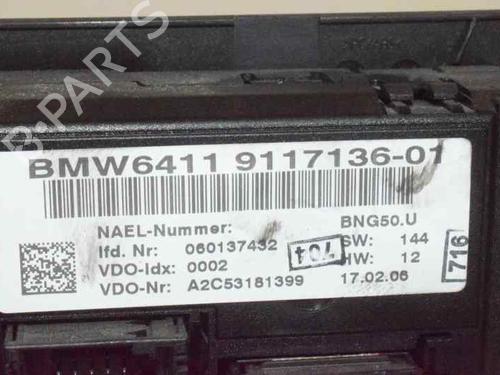 BMW6411 9117136-01
NAEL-Nummer: BNG50.U
lfd. Nr: 060137432 SW: 144
VDO-Idx: 0002 HW: 12
VDO-Nr: A2C53181399 17.02.06
704
716